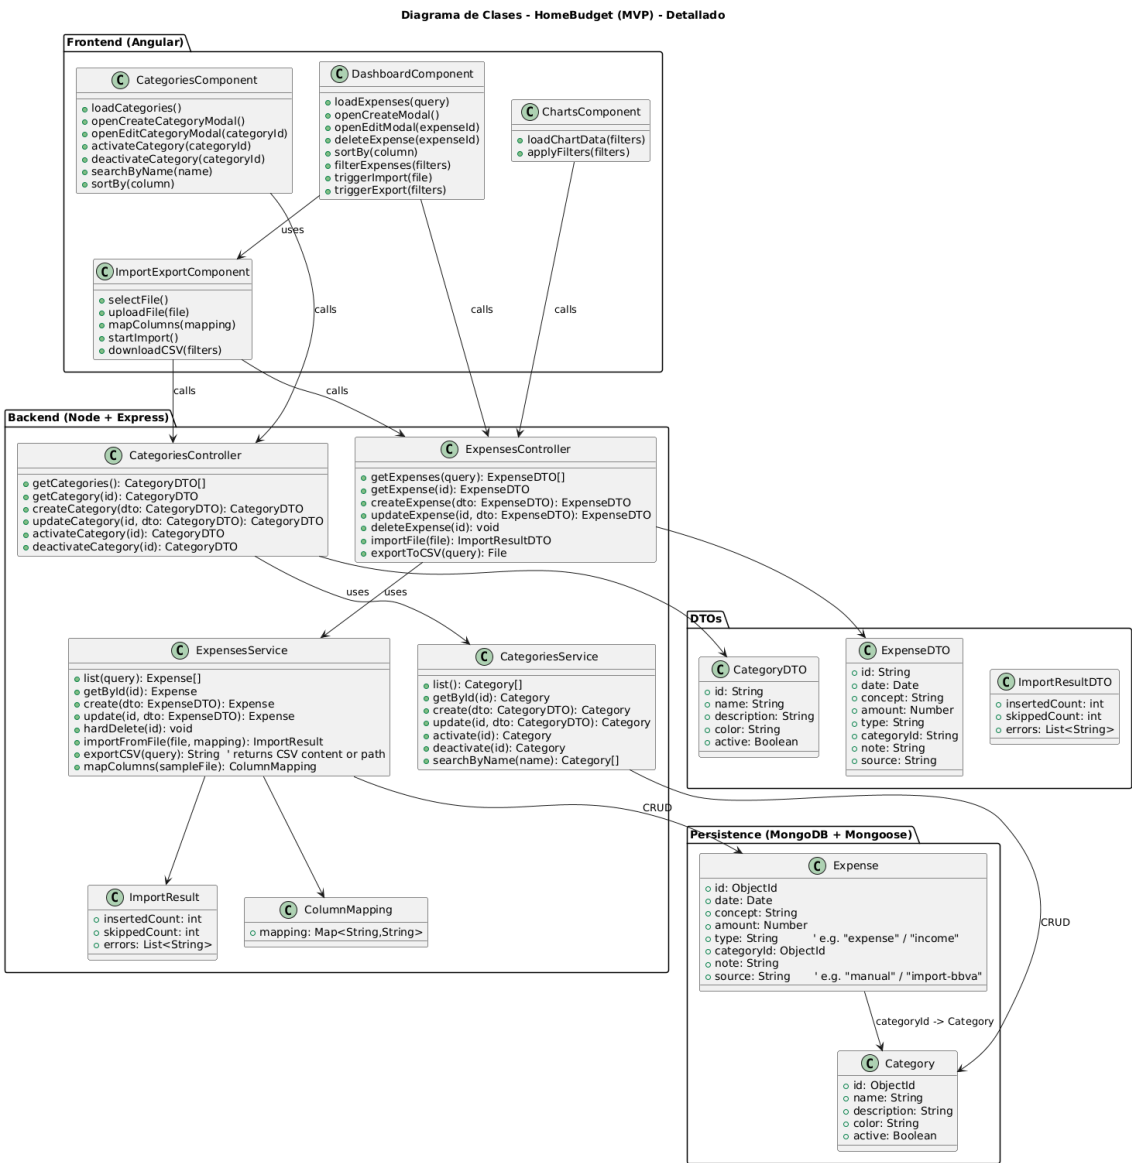 Diagrama de Clases - HomeBudget (MVP) - Detallado
Frontend (Angular)
C CategoriesComponent
loadCategories()
openCreateCategoryModal()
openEditCategoryModal(categoryId)
activateCategory(categoryId)
deactivateCategory(categoryId)
searchByName(name)
sortBy(column)
C DashboardComponent
loadExpenses(query)
openCreateModal()
openEditModal(expenseId)
deleteExpense(expenseId)
sortBy(column)
filterExpenses(filters)
triggerImport(file)
triggerExport(filters)
C ChartsComponent
loadChartData(filters)
applyFilters(filters)
uses
C ImportExportComponent
selectFile()
uploadFile(file)
mapColumns(mapping)
startImport()
downloadCSV(filters)
calls
calls
calls
calls
calls
Backend (Node + Express)
C CategoriesController
getCategories(): CategoryDTO[]
getCategory(id): CategoryDTO
createCategory(dto: CategoryDTO): CategoryDTO
updateCategory(id, dto: CategoryDTO): CategoryDTO
activateCategory(id): CategoryDTO
deactivateCategory(id): CategoryDTO
C ExpensesController
getExpenses(query): ExpenseDTO[]
getExpense(id): ExpenseDTO
createExpense(dto: ExpenseDTO): ExpenseDTO
updateExpense(id, dto: ExpenseDTO): ExpenseDTO
deleteExpense(id): void
importFile(file): ImportResultDTO
exportToCSV(query): File
uses
uses
C ExpensesService
list(query): Expense[]
getById(id): Expense
create(dto: ExpenseDTO): Expense
update(id, dto: ExpenseDTO): Expense
hardDelete(id): void
importFromFile(file, mapping): ImportResult
exportCSV(query): String ' returns CSV content or path
mapColumns(sampleFile): ColumnMapping
C CategoriesService
list(): Category[]
getById(id): Category
create(dto: CategoryDTO): Category
update(id, dto: CategoryDTO): Category
activate(id): Category
deactivate(id): Category
searchByName(name): Category[]
DTOs
C CategoryDTO
id: String
name: String
description: String
color: String
active: Boolean
C ExpenseDTO
id: String
date: Date
concept: String
amount: Number
type: String
categoryId: String
note: String
source: String
C ImportResultDTO
insertedCount: int
skippedCount: int
errors: List<String>
CRUD
C ImportResult
insertedCount: int
skippedCount: int
errors: List<String>
C ColumnMapping
mapping: Map<String,String>
Persistence (MongoDB + Mongoose)
C Expense
id: ObjectId
date: Date
concept: String
amount: Number
type: String ' e.g. "expense" / "income"
categoryId: ObjectId
note: String
source: String ' e.g. "manual" / "import-bbva"
CRUD
categoryId -> Category
C Category
id: ObjectId
name: String
description: String
color: String
active: Boolean